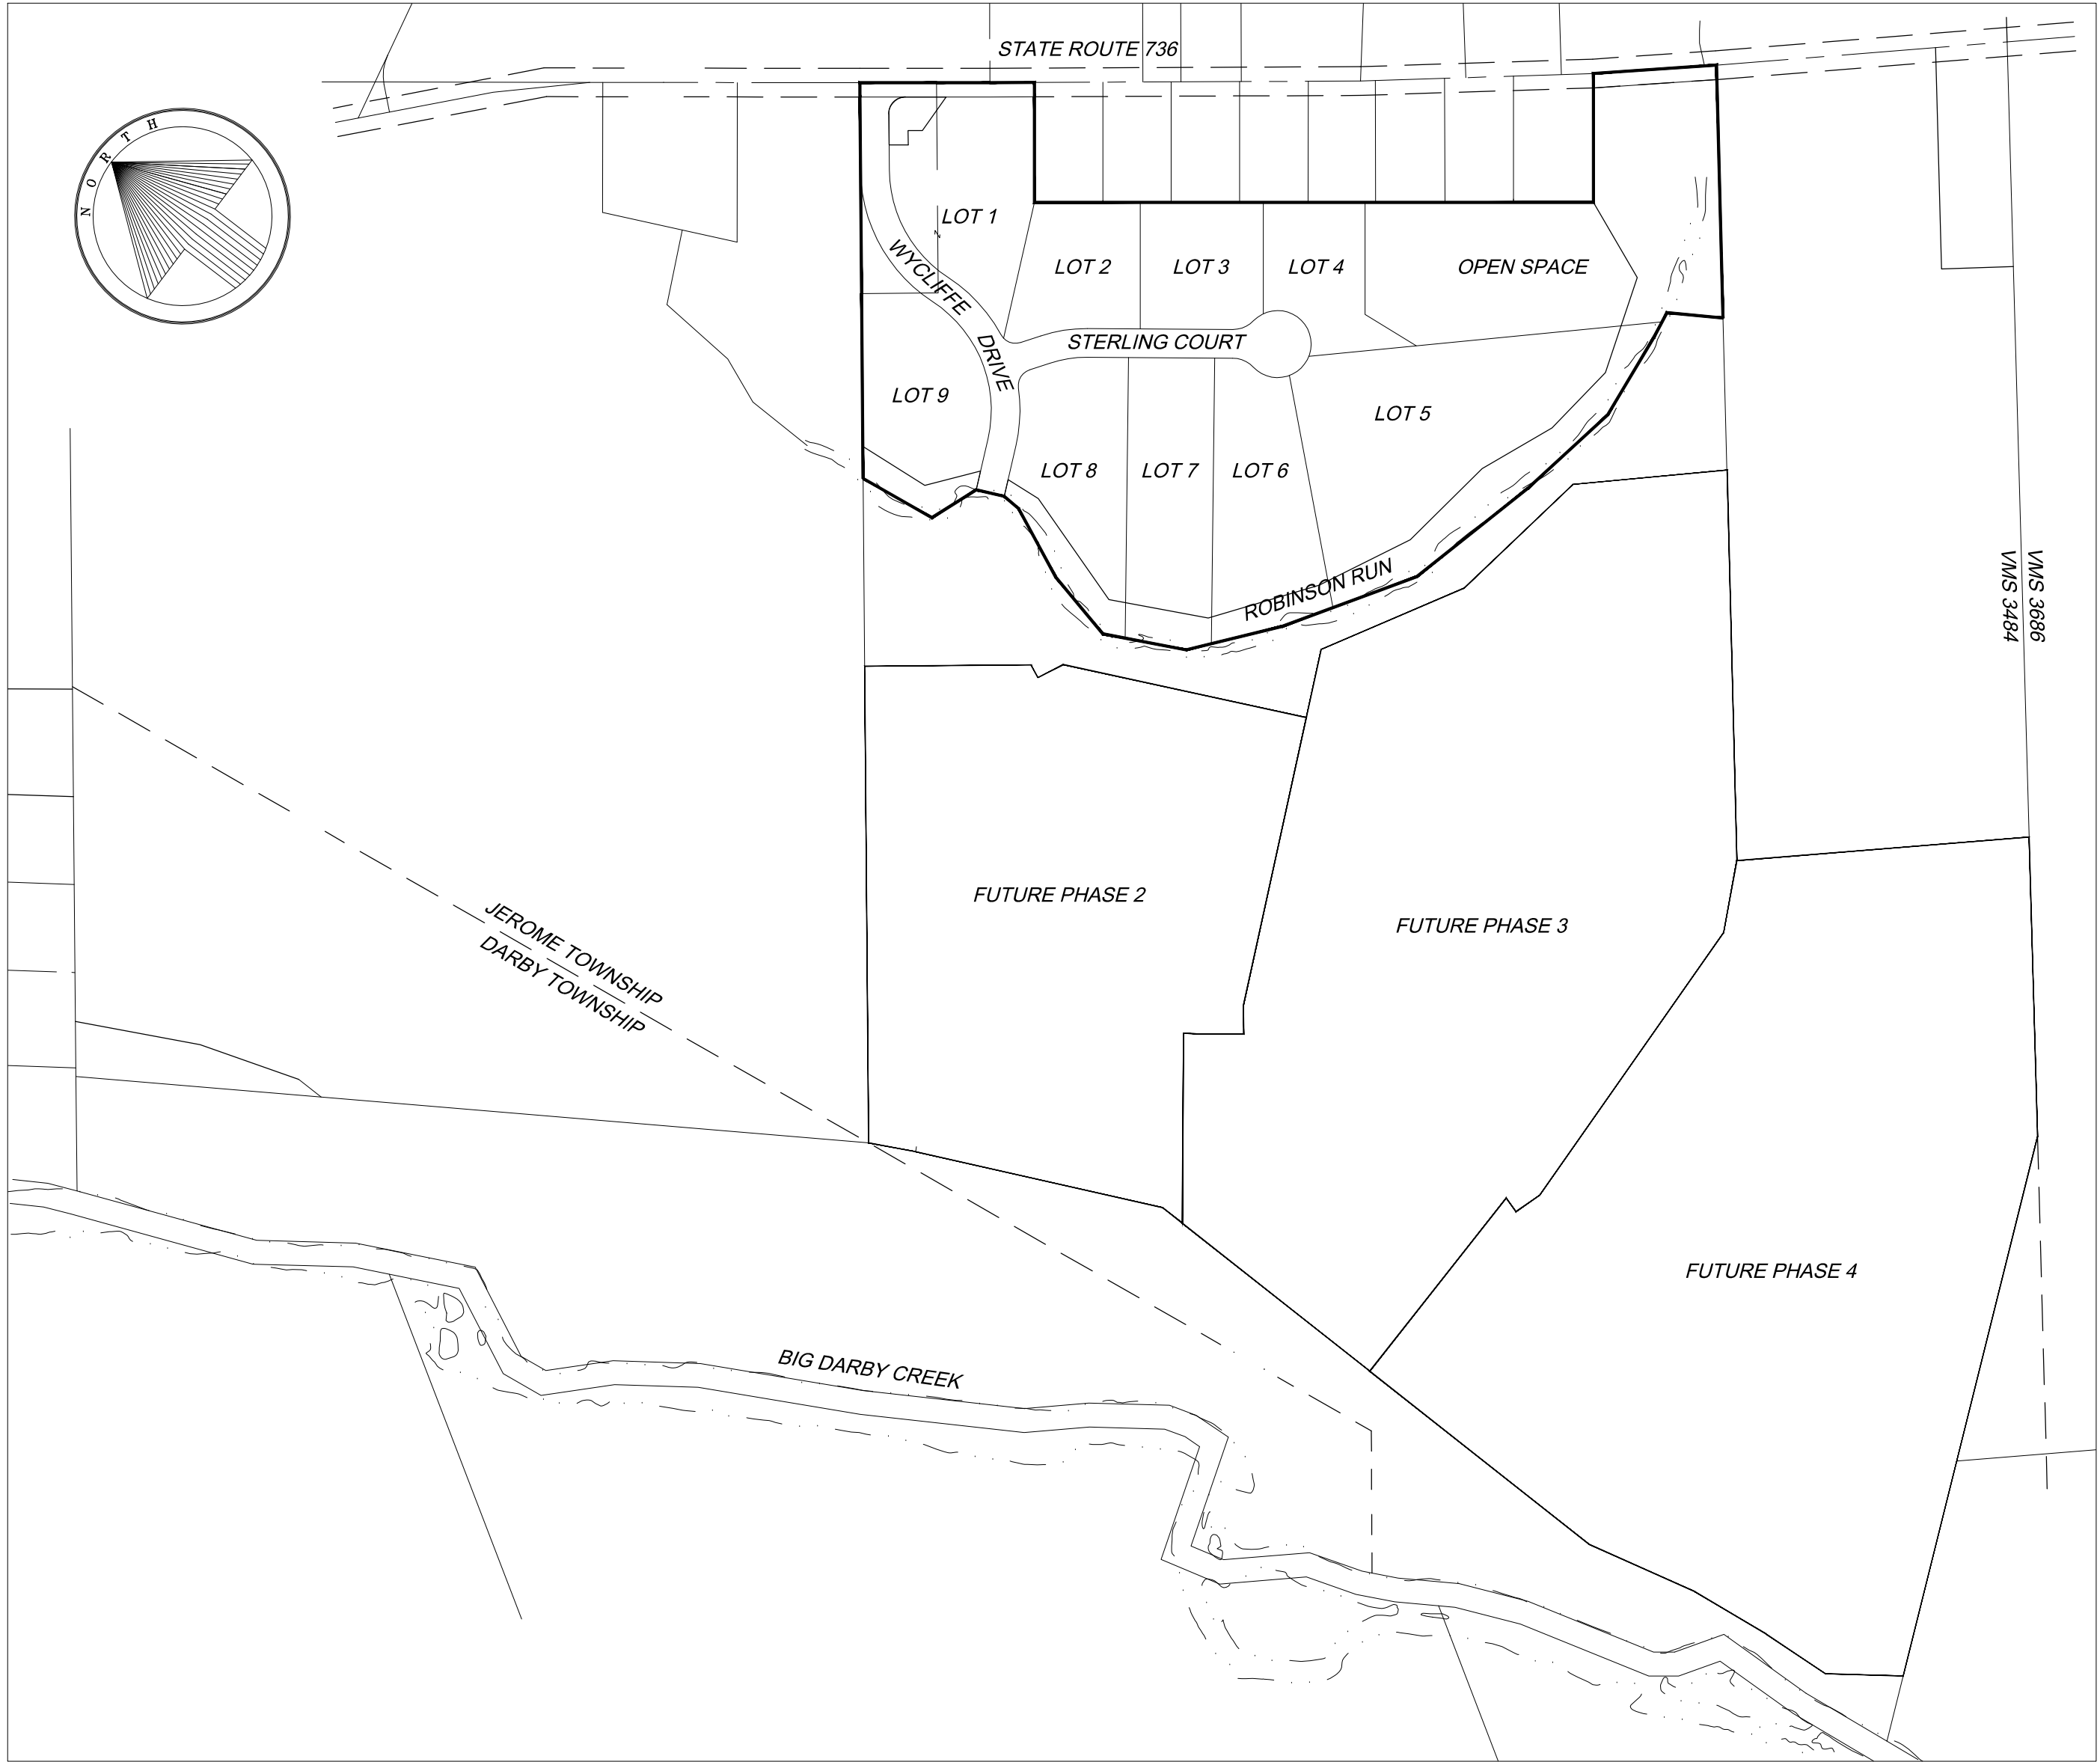 STATE ROUTE 736
NORTH
LOT 1
WYCLIFFE DRIVE
LOT 2
LOT 3
LOT 4
OPEN SPACE
STERLING COURT
LOT 9
LOT 5
LOT 8
LOT 7
LOT 6
ROBINSON RUN
VMS 3686
VMS 3484
FUTURE PHASE 2
FUTURE PHASE 3
JEROME TOWNSHIP
DARBY TOWNSHIP
FUTURE PHASE 4
BIG DARBY CREEK